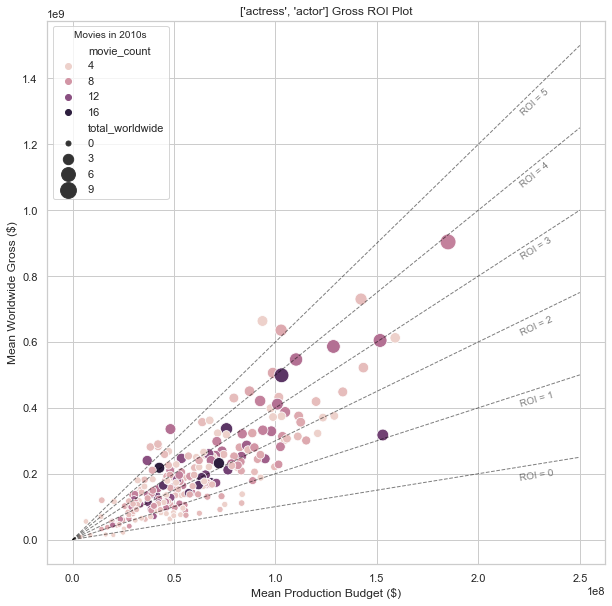 ['actress', 'actor'] Gross ROI Plot
1e9
Movies in 2010s
movie_count
4
8
12
16
total_worldwide
0
3
6
9
ROI = 5
ROI = 4
ROI = 3
ROI = 2
ROI = 1
ROI = 0
1.4
1.2
1.0
0.8
0.6
0.4
0.2
0.0
Mean Worldwide Gross ($)
0.0
0.5
1.0
1.5
2.0
2.5
1e8
Mean Production Budget ($)